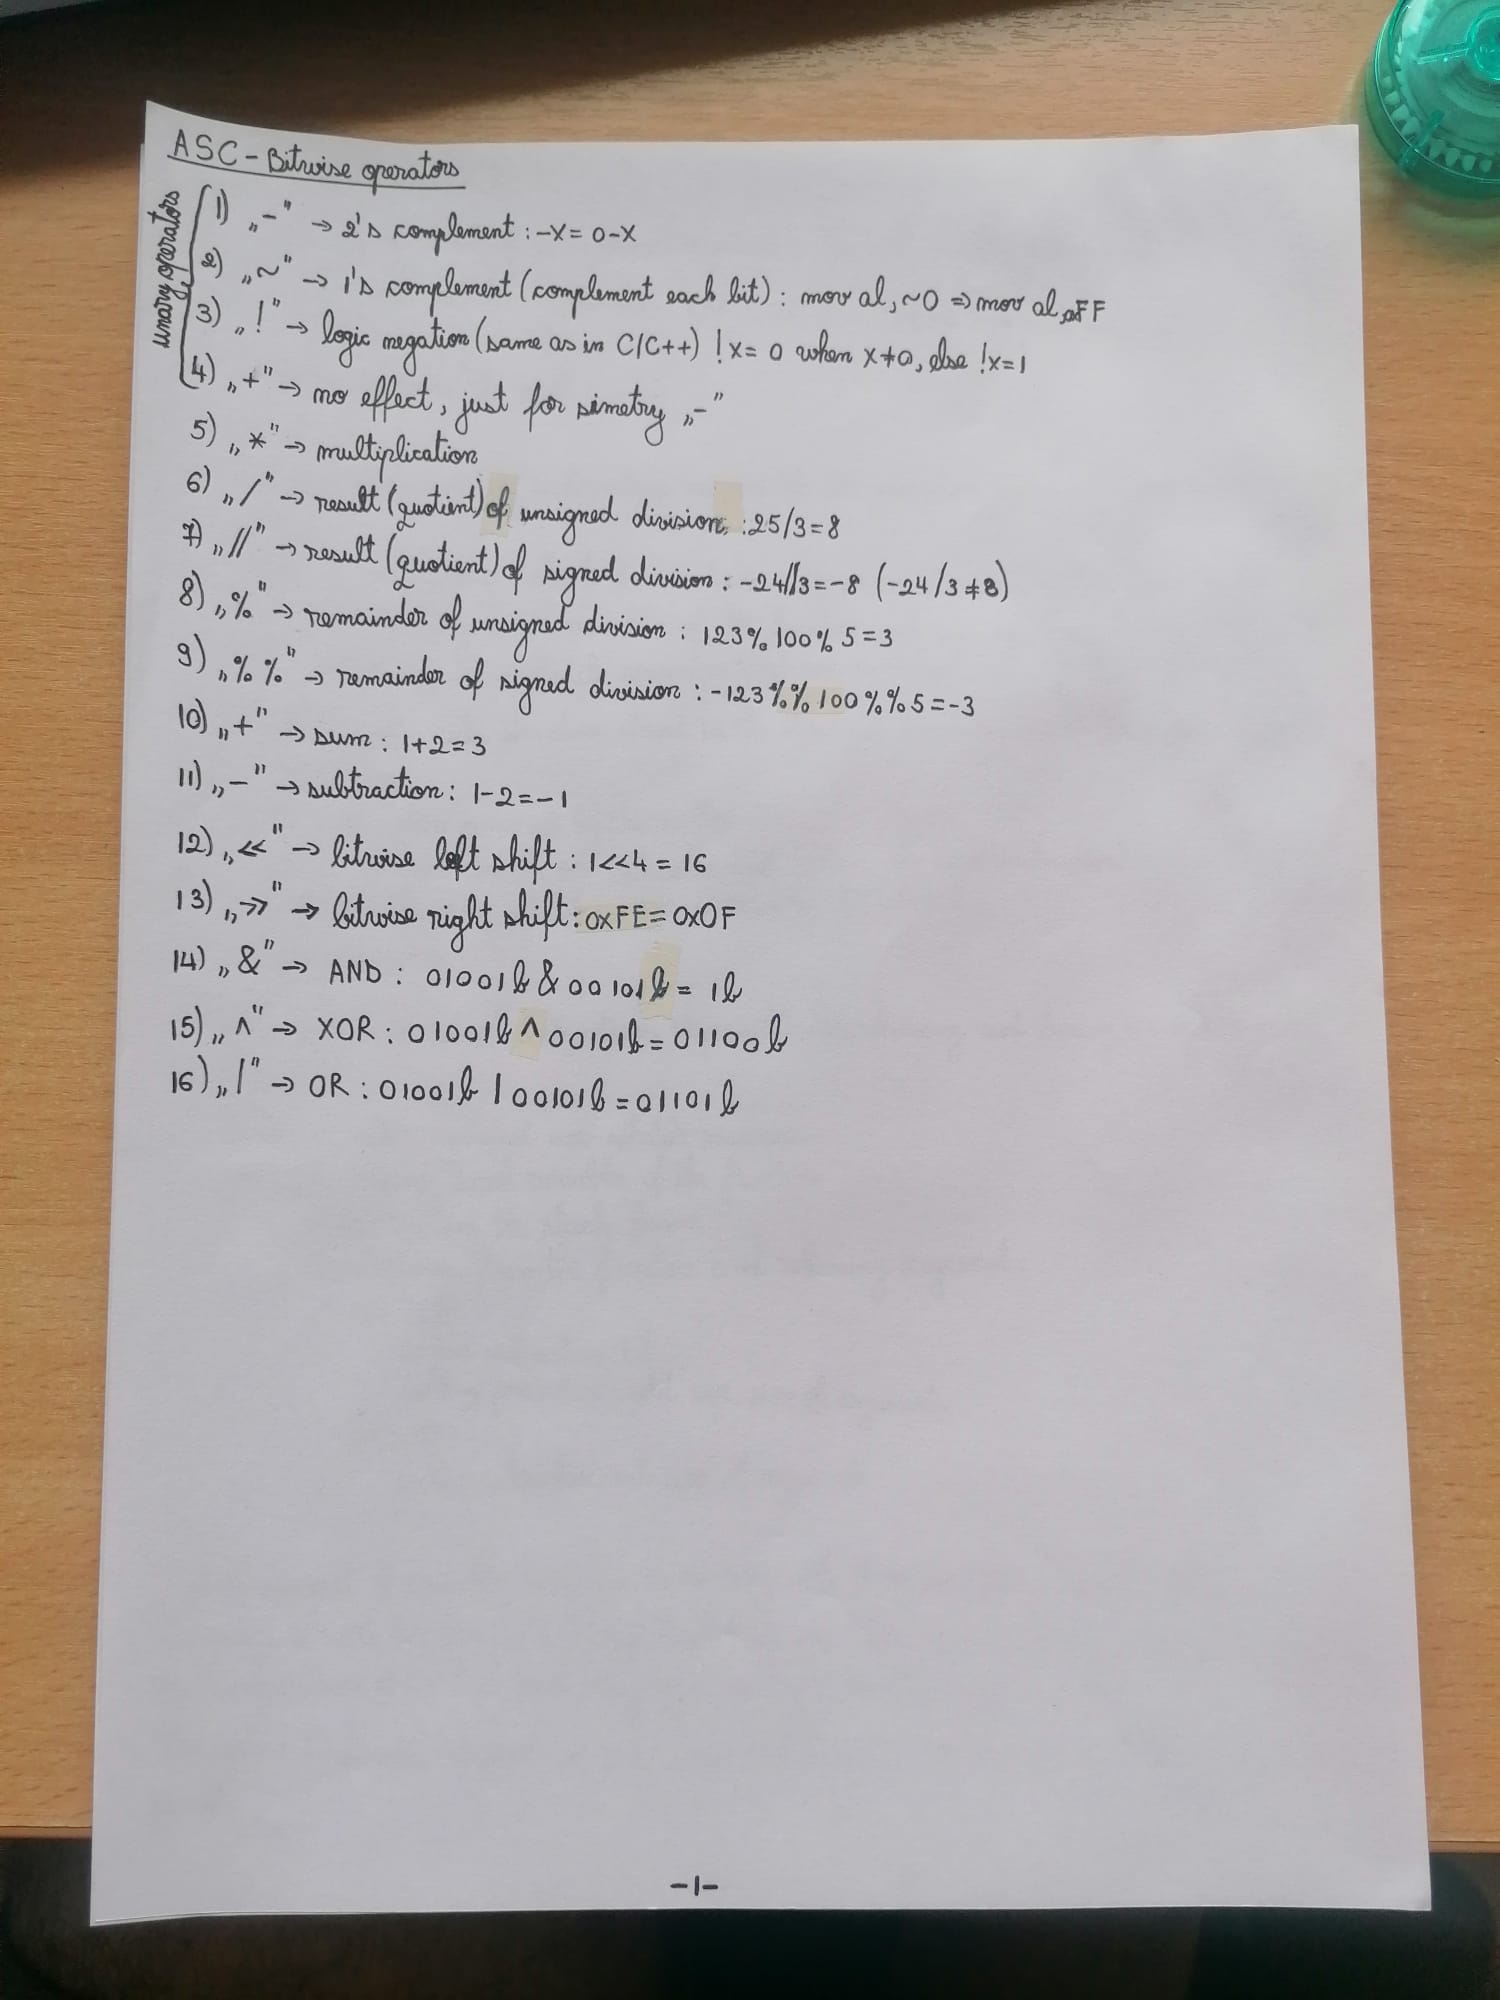 ASC - Bitwise operators
unary operators
1) „-" → 2's complement : -x = 0-x
2) „~" → 1's complement (complement each bit) : mov al, ~0 => mov al, 0FF
3) „!" → logic negation (same as in C/C++) !x = 0 when x≠0, else !x=1
4) „+" → no effect, just for simetry „-"
5) „*" → multiplication
6) „/" → result (quotient) of unsigned division : 25/3=8
7) „//" → result (quotient) of signed division : -24//3=-8 (-24/3≠8)
8) „%" → remainder of unsigned division : 123%100%5=3
9) „%%" → remainder of signed division : -123%%100%%5=-3
10) „+" → sum : 1+2=3
11) „-" → subtraction : 1-2=-1
12) „<<" → bitwise left shift : 1<<4 = 16
13) „>>" → bitwise right shift : 0xFE = 0x0F
14) „&" → AND : 01001b & 00101b = 1b
15) „^" → XOR : 01001b ^ 00101b = 01100b
16) „|" → OR : 01001b | 00101b = 01101b
-1-